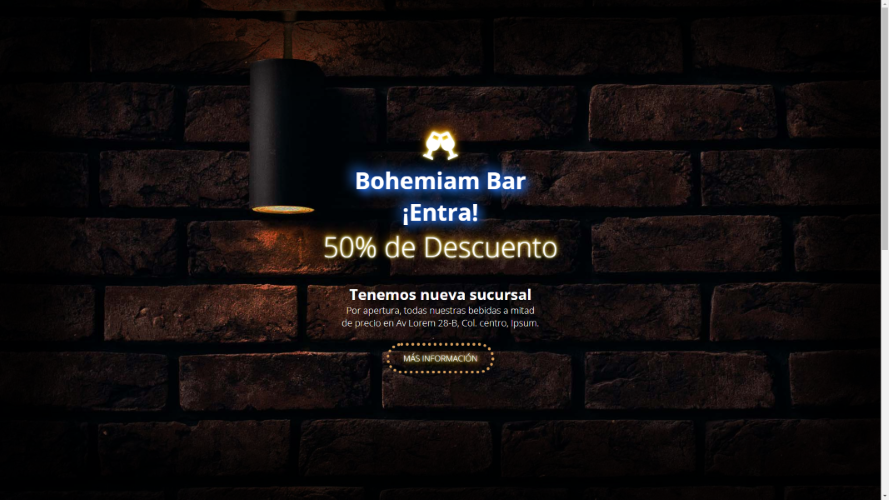 Bohemiam Bar
¡Entra!
50% de Descuento
Tenemos nueva sucursal
Por apertura, todas nuestras bebidas a mitad
de precio en Av Lorem 28-B, Col. centro, Ipsum.
MÁS INFORMACIÓN